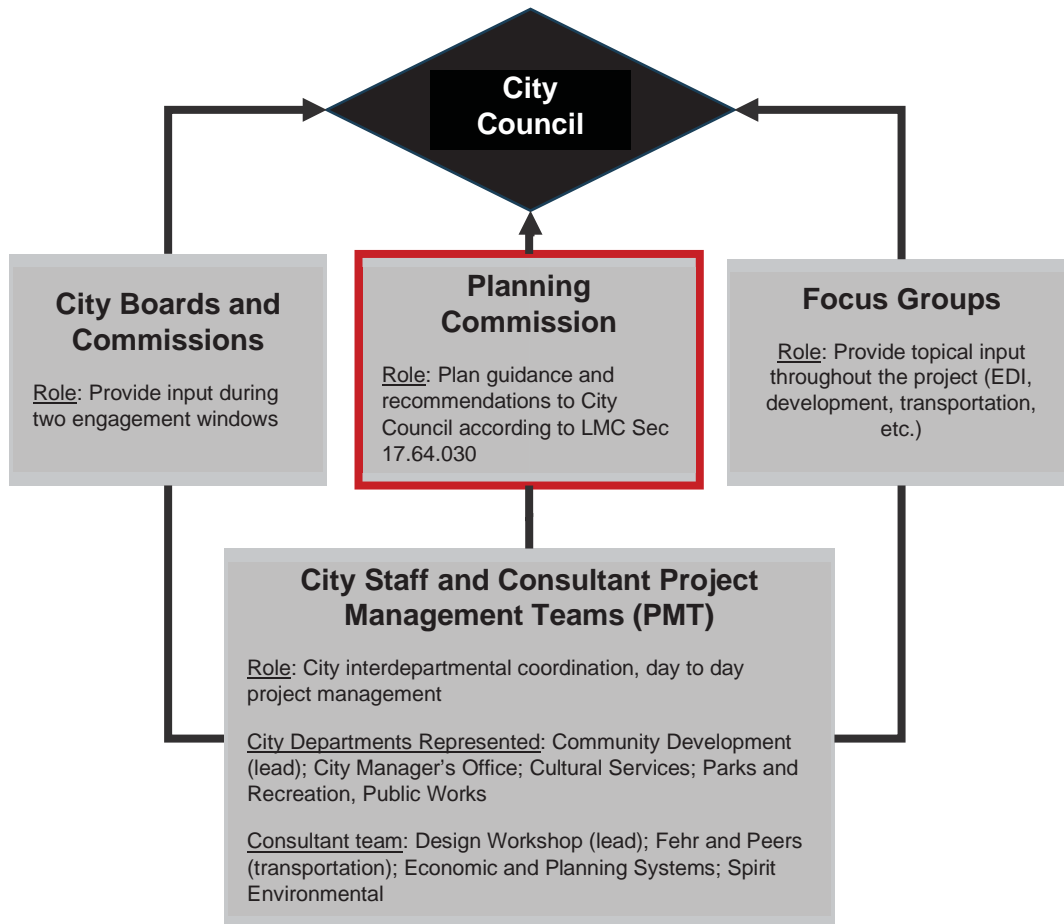 City
Council
City Boards and
Commissions
Role: Provide input during
two engagement windows
Planning
Commission
Role: Plan guidance and
recommendations to City
Council according to LMC Sec
17.64.030
Focus Groups
Role: Provide topical input
throughout the project (EDI,
development, transportation,
etc.)
City Staff and Consultant Project
Management Teams (PMT)
Role: City interdepartmental coordination, day to day
project management
City Departments Represented: Community Development
(lead); City Manager's Office; Cultural Services; Parks and
Recreation, Public Works
Consultant team: Design Workshop (lead); Fehr and Peers
(transportation); Economic and Planning Systems; Spirit
Environmental